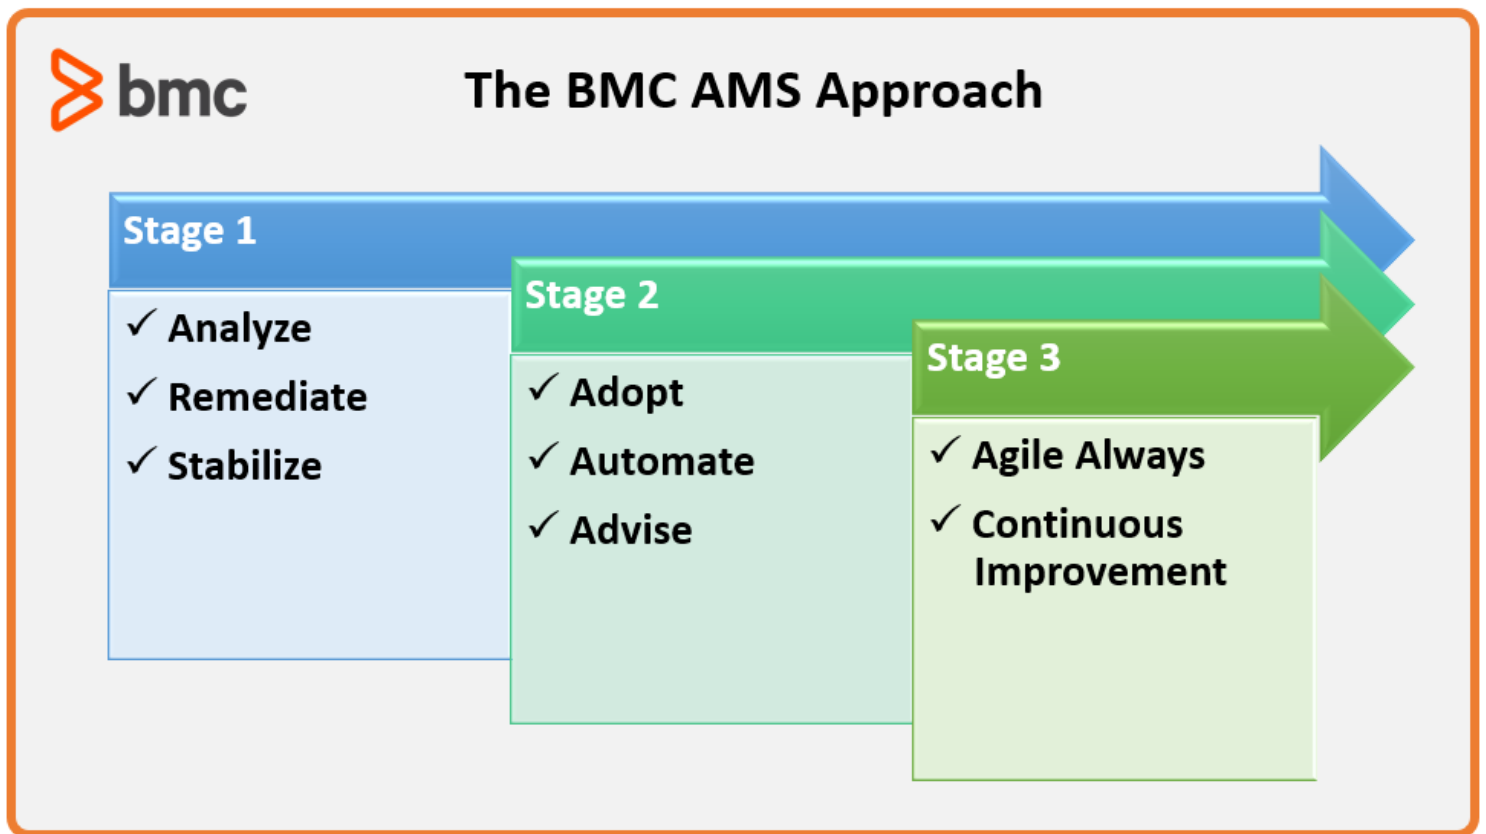 bmc
The BMC AMS Approach
Stage 1
✓ Analyze
✓ Remediate
✓ Stabilize
Stage 2
✓ Adopt
✓ Automate
✓ Advise
Stage 3
✓ Agile Always
✓ Continuous
Improvement